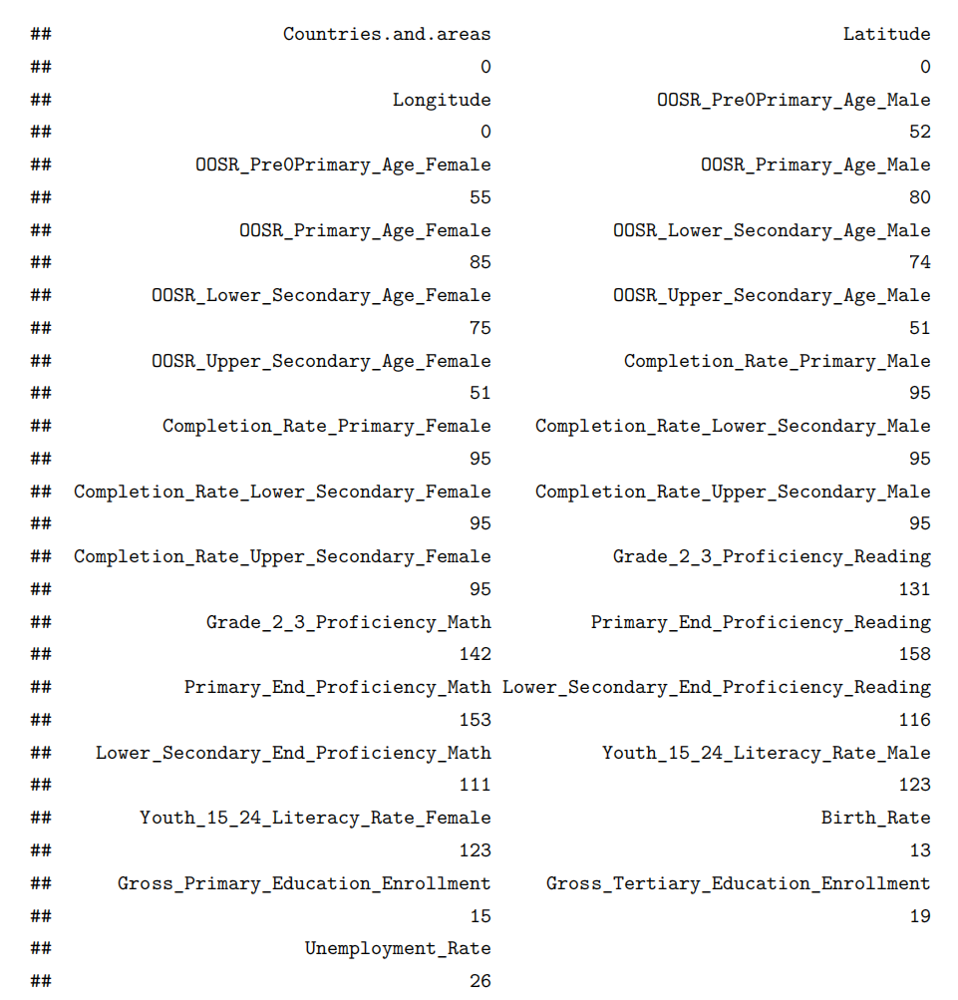 ## Countries.and.areas Latitude
## 0 0
## Longitude OOSR_Pre0Primary_Age_Male
## 0 52
## OOSR_Pre0Primary_Age_Female OOSR_Primary_Age_Male
## 55 80
## OOSR_Primary_Age_Female OOSR_Lower_Secondary_Age_Male
## 85 74
## OOSR_Lower_Secondary_Age_Female OOSR_Upper_Secondary_Age_Male
## 75 51
## OOSR_Upper_Secondary_Age_Female Completion_Rate_Primary_Male
## 51 95
## Completion_Rate_Primary_Female Completion_Rate_Lower_Secondary_Male
## 95 95
## Completion_Rate_Lower_Secondary_Female Completion_Rate_Upper_Secondary_Male
## 95 95
## Completion_Rate_Upper_Secondary_Female Grade_2_3_Proficiency_Reading
## 95 131
## Grade_2_3_Proficiency_Math Primary_End_Proficiency_Reading
## 142 158
## Primary_End_Proficiency_Math Lower_Secondary_End_Proficiency_Reading
## 153 116
## Lower_Secondary_End_Proficiency_Math Youth_15_24_Literacy_Rate_Male
## 111 123
## Youth_15_24_Literacy_Rate_Female Birth_Rate
## 123 13
## Gross_Primary_Education_Enrollment Gross_Tertiary_Education_Enrollment
## 15 19
## Unemployment_Rate
## 26